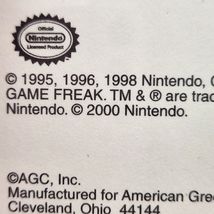 Official
Nintendo
Licensed Product
© 1995, 1996, 1998 Nintendo, C
GAME FREAK. TM & ® are tra
Nintendo. © 2000 Nintendo.
©AGC, Inc.
Manufactured for American Gree
Cleveland, Ohio 44144